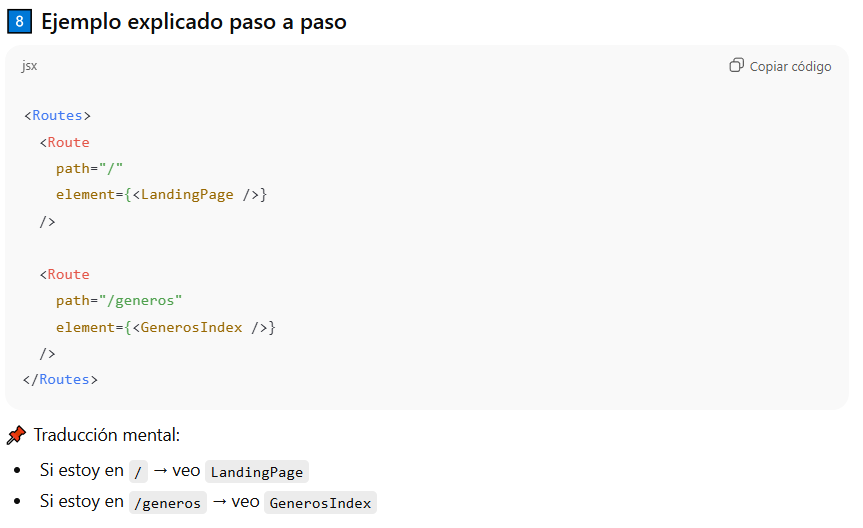 8 Ejemplo explicado paso a paso
jsx
Copiar código
<Routes>
  <Route
    path="/"
    element={<LandingPage />}
  />
  <Route
    path="/generos"
    element={<GenerosIndex />}
  />
</Routes>
📌 Traducción mental:
• Si estoy en / → veo LandingPage
• Si estoy en /generos → veo GenerosIndex